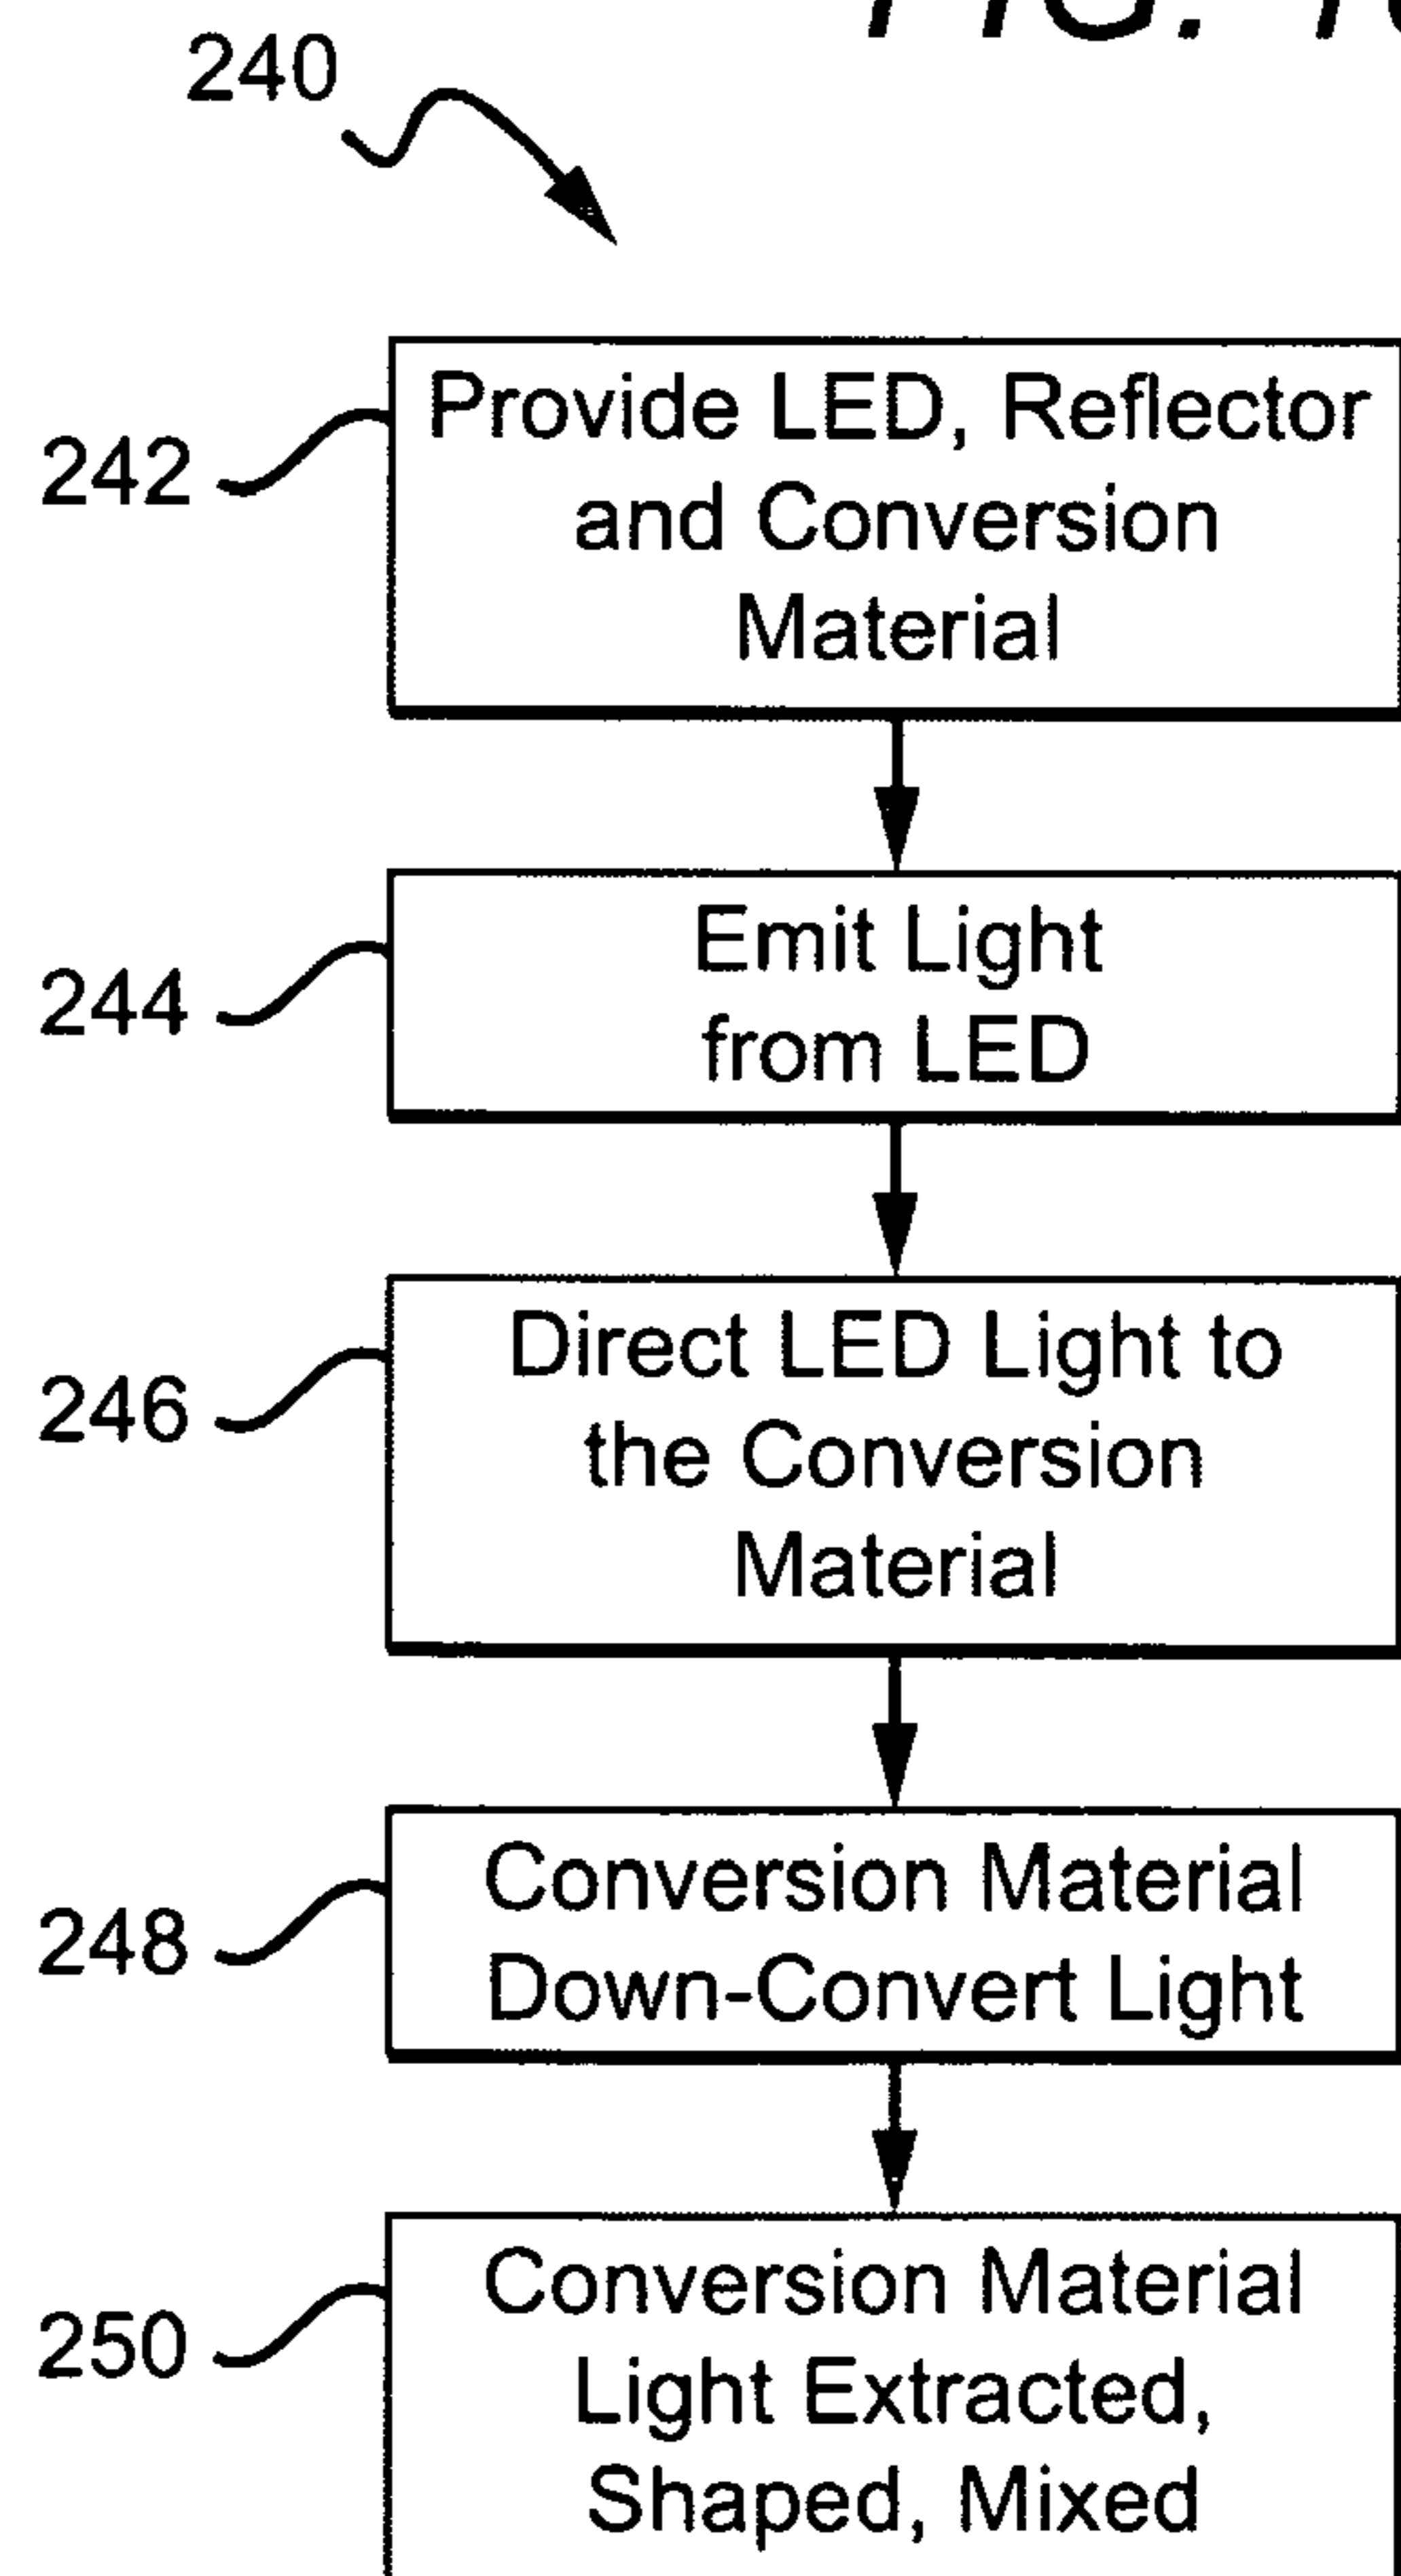 FIG.
240
242
Provide LED, Reflector
and Conversion
Material
244
Emit Light
from LED
246
Direct LED Light to
the Conversion
Material
248
Conversion Material
Down-Convert Light
250
Conversion Material
Light Extracted,
Shaped, Mixed